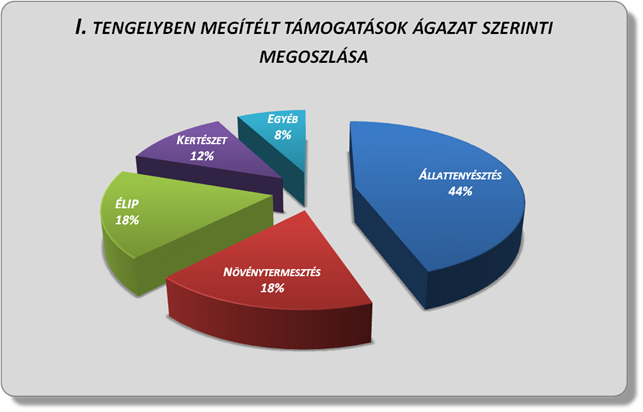 I. TENGELYBEN MEGÍTÉLT TÁMOGATÁSOK ÁGAZAT SZERINTI
MEGOSZLÁSA
EGYÉB
8%
KERTÉSZET
12%
ÁLLATTENYÉSZTÉS
44%
ÉLIP
18%
NÖVÉNYTERMESZTÉS
18%